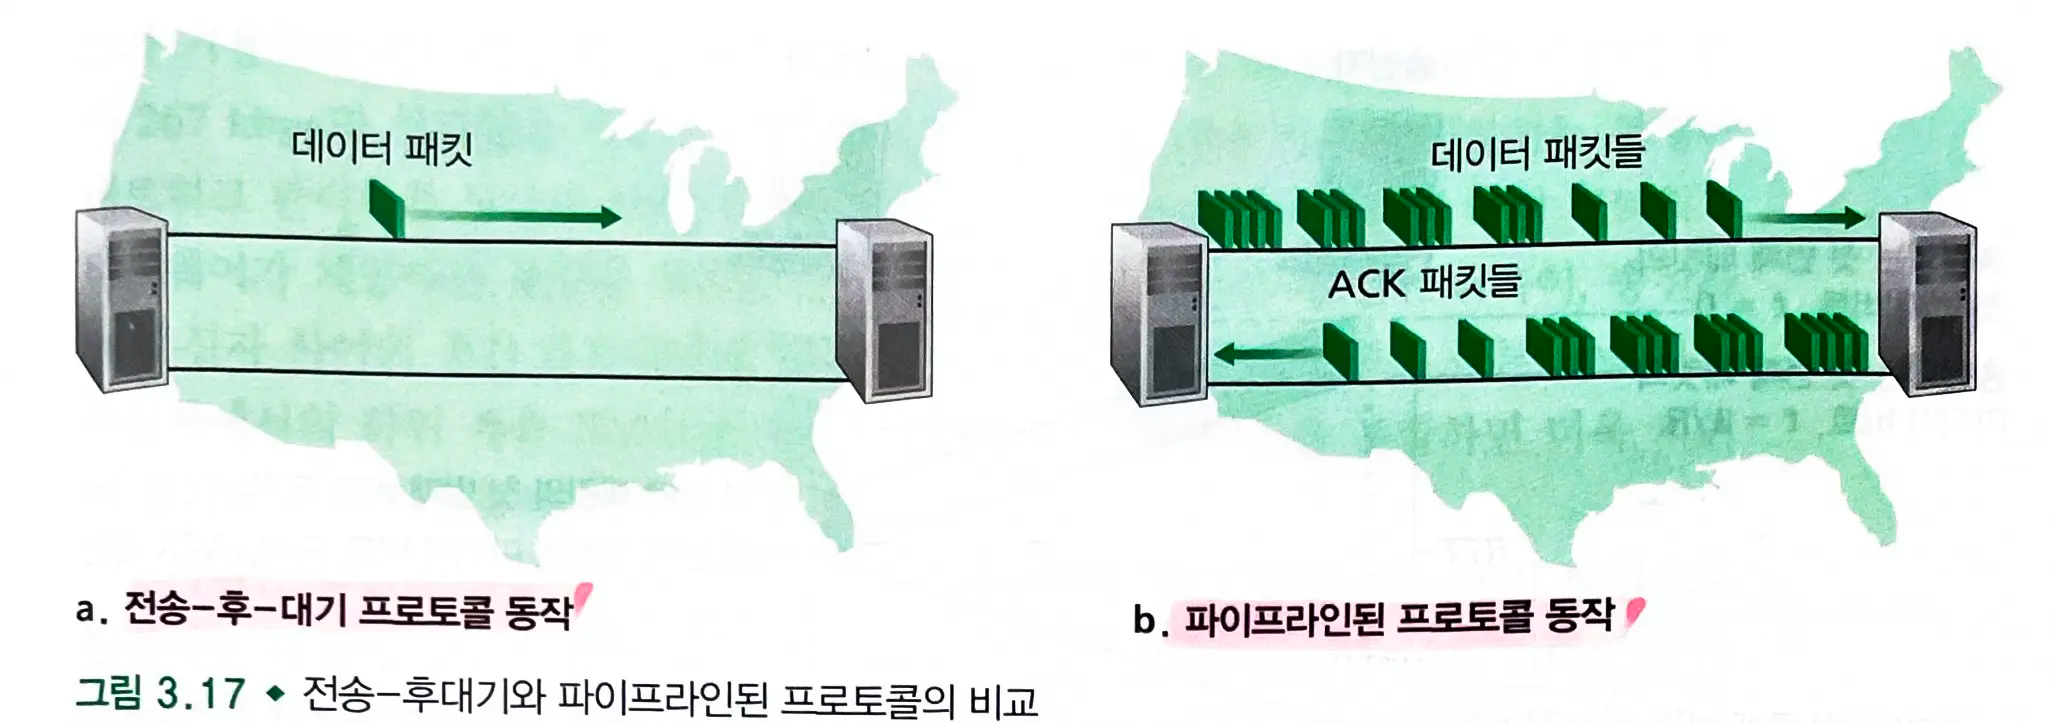 데이터 패킷
a. 전송-후-대기 프로토콜 동작
데이터 패킷들
ACK 패킷들
b. 파이프라인된 프로토콜 동작
그림 3.17 ◆ 전송-후대기와 파이프라인된 프로토콜의 비교